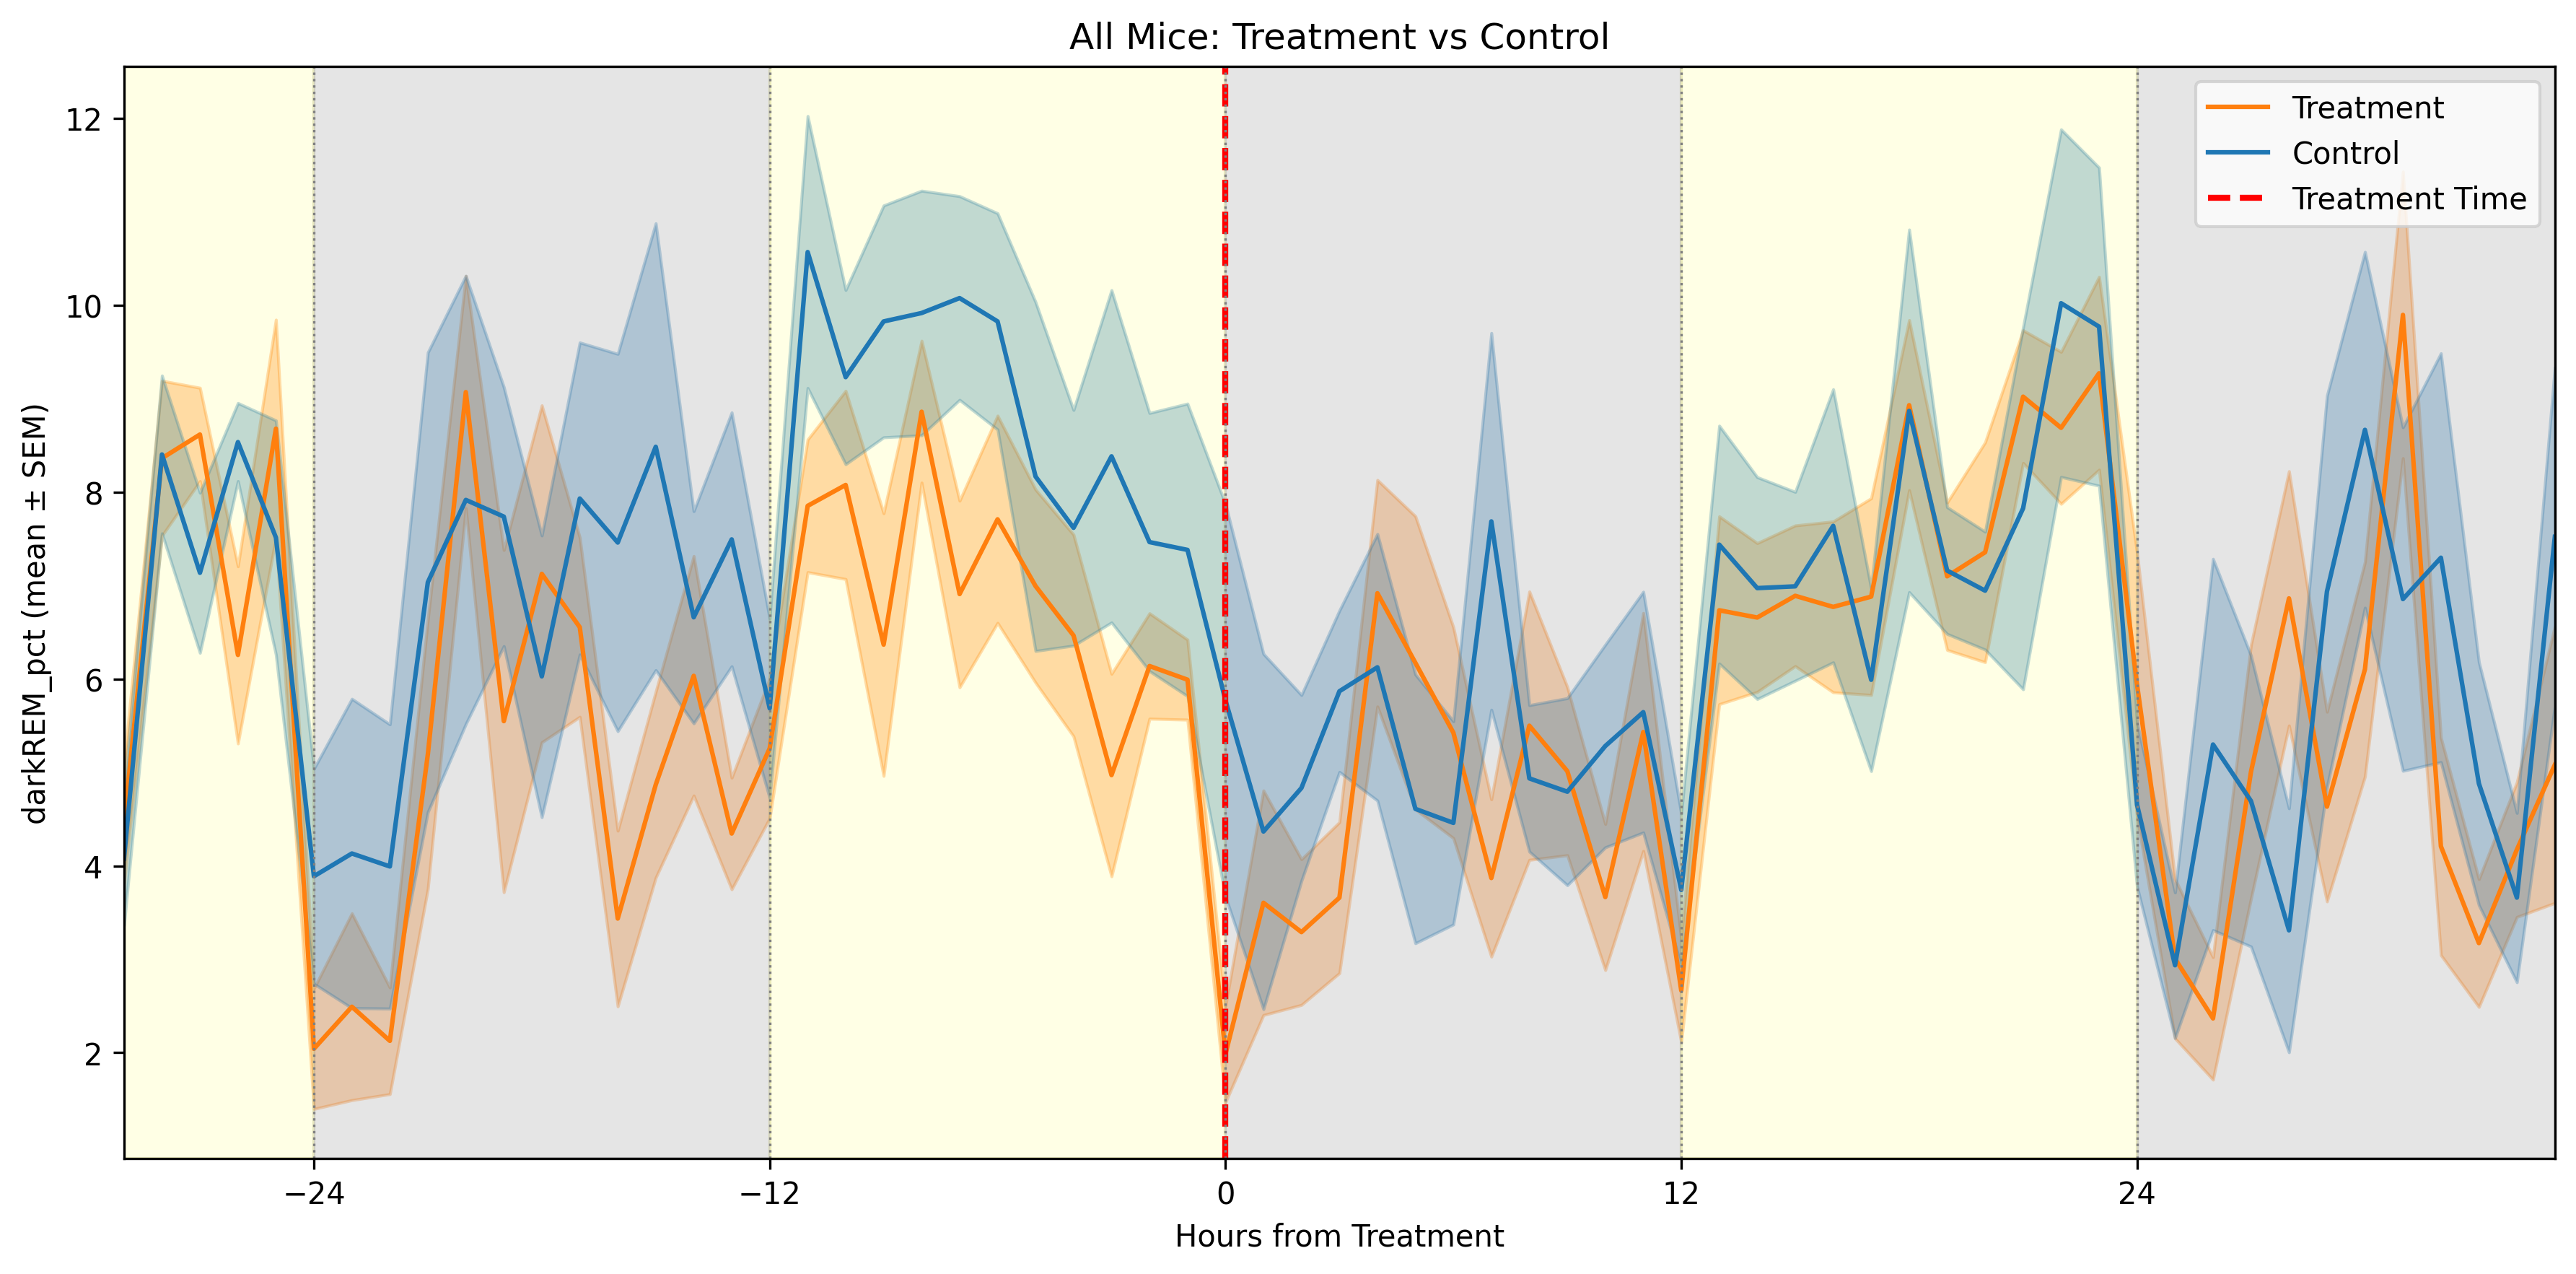 All Mice: Treatment vs Control
Treatment
Control
Treatment Time
darkREM_pct (mean ± SEM)
12
10
8
6
4
2
−24
−12
0
12
24
Hours from Treatment